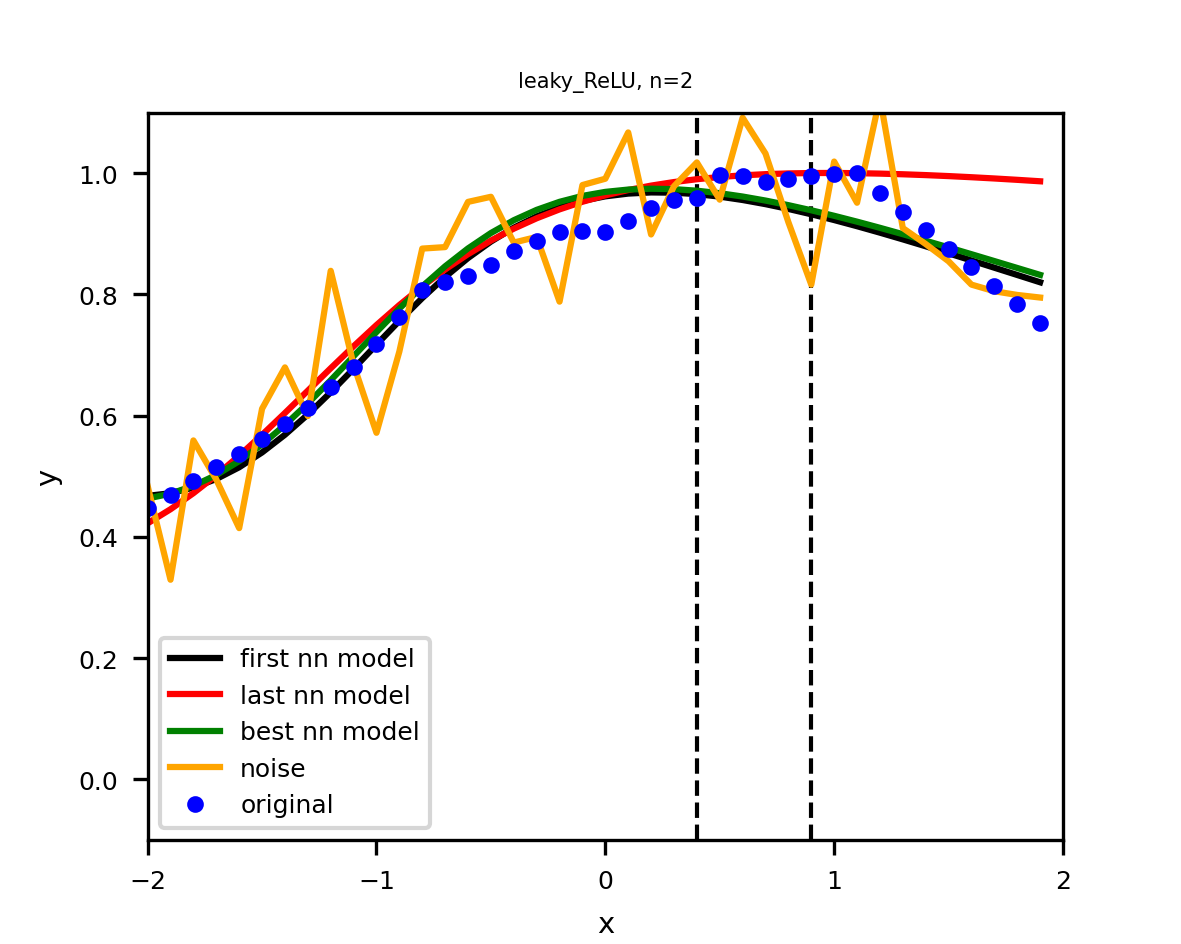 leaky_ReLU, n=2
y
1.0
0.8
0.6
0.4
0.2
0.0
first nn model
last nn model
best nn model
noise
original
−2
−1
0
1
2
x